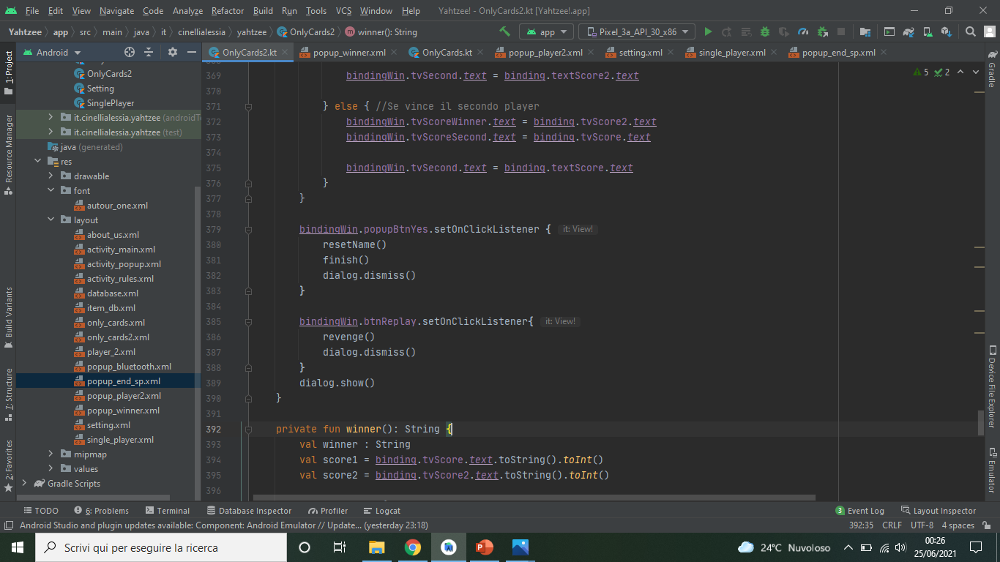 File Edit View Navigate Code Analyze Refactor Build Run Tools VCS Window Help Yahtzee! - OnlyCards2.kt [Yahtzee!.app]
Yahtzee app src main java it cinellialessia yahtzee OnlyCards2 m winner(): String app Pixel_3a_API_30_x86
1: Project
Resource Manager
Build Variants
7: Structure
2: Favorites
Android
OnlyCards2
Setting
SinglePlayer
it.cinellialessia.yahtzee (androidTe
it.cinellialessia.yahtzee (test)
java (generated)
res
drawable
font
autour_one.xml
layout
about_us.xml
activity_main.xml
activity_popup.xml
activity_rules.xml
database.xml
item_db.xml
only_cards.xml
only_cards2.xml
player_2.xml
popup_bluetooth.xml
popup_end_sp.xml
popup_player2.xml
popup_winner.xml
setting.xml
single_player.xml
mipmap
values
Gradle Scripts
OnlyCards2.kt popup_winner.xml OnlyCards.kt popup_player2.xml setting.xml single_player.xml popup_end_sp.xml
5 2
369 bindingWin.tvSecond.text = binding.textScore2.text
370
371 } else { //Se vince il secondo player
372 bindingWin.tvScoreWinner.text = binding.tvScore2.text
373 bindingWin.tvScoreSecond.text = binding.tvScore.text
374
375 bindingWin.tvSecond.text = binding.textScore.text
376 }
377 }
378
379 bindingWin.popupBtnYes.setOnClickListener { it: View!
380 resetName()
381 finish()
382 dialog.dismiss()
383 }
384
385 bindingWin.btnReplay.setOnClickListener{ it: View!
386 revenge()
387 dialog.dismiss()
388 }
389 dialog.show()
390 }
391
392 private fun winner(): String {
393 val winner : String
394 val score1 = binding.tvScore.text.toString().toInt()
395 val score2 = binding.tvScore2.text.toString().toInt()
396
Gradle
Device File Explorer
Emulator
TODO 6: Problems Terminal Database Inspector Profiler Logcat 3 Event Log Layout Inspector
Android Studio and plugin updates available: Component: Android Emulator // Update... (yesterday 23:18) 392:35 CRLF UTF-8 4 spaces
Scrivi qui per eseguire la ricerca
24°C Nuvoloso
00:26
25/06/2021